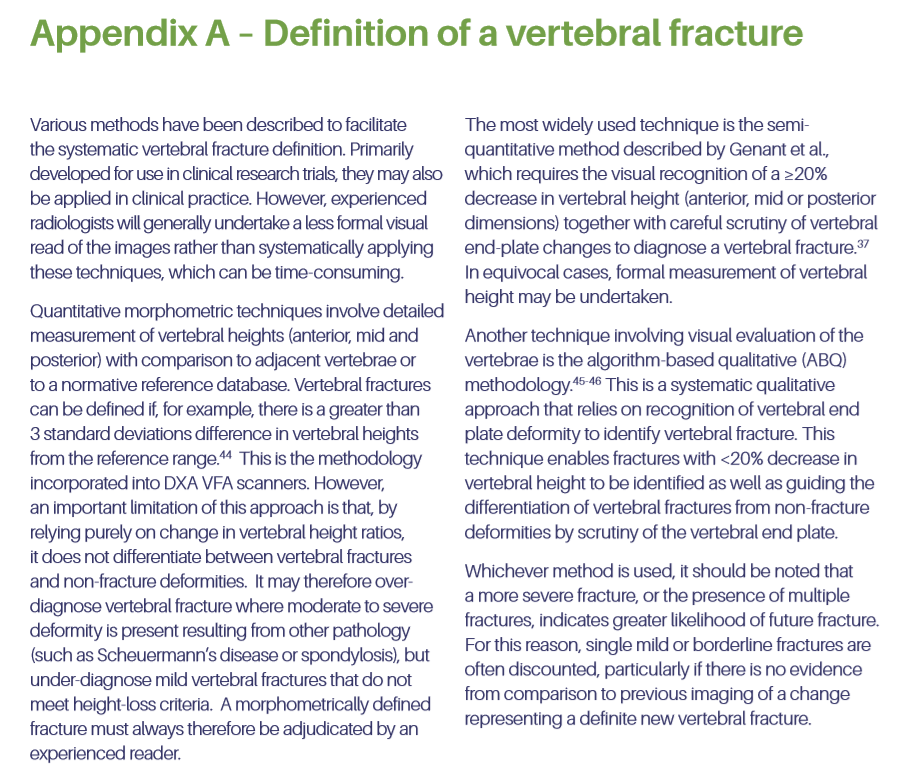 Appendix A – Definition of a vertebral fracture
Various methods have been described to facilitate
the systematic vertebral fracture definition. Primarily
developed for use in clinical research trials, they may also
be applied in clinical practice. However, experienced
radiologists will generally undertake a less formal visual
read of the images rather than systematically applying
these techniques, which can be time-consuming.
Quantitative morphometric techniques involve detailed
measurement of vertebral heights (anterior, mid and
posterior) with comparison to adjacent vertebrae or
to a normative reference database. Vertebral fractures
can be defined if, for example, there is a greater than
3 standard deviations difference in vertebral heights
from the reference range.⁴⁴  This is the methodology
incorporated into DXA VFA scanners. However,
an important limitation of this approach is that, by
relying purely on change in vertebral height ratios,
it does not differentiate between vertebral fractures
and non-fracture deformities.  It may therefore over-
diagnose vertebral fracture where moderate to severe
deformity is present resulting from other pathology
(such as Scheuermann’s disease or spondylosis), but
under-diagnose mild vertebral fractures that do not
meet height-loss criteria.  A morphometrically defined
fracture must always therefore be adjudicated by an
experienced reader.
The most widely used technique is the semi-
quantitative method described by Genant et al.,
which requires the visual recognition of a ≥20%
decrease in vertebral height (anterior, mid or posterior
dimensions) together with careful scrutiny of vertebral
end-plate changes to diagnose a vertebral fracture.³⁷
In equivocal cases, formal measurement of vertebral
height may be undertaken.
Another technique involving visual evaluation of the
vertebrae is the algorithm-based qualitative (ABQ)
methodology.⁴⁵⁻⁴⁶ This is a systematic qualitative
approach that relies on recognition of vertebral end
plate deformity to identify vertebral fracture. This
technique enables fractures with <20% decrease in
vertebral height to be identified as well as guiding the
differentiation of vertebral fractures from non-fracture
deformities by scrutiny of the vertebral end plate.
Whichever method is used, it should be noted that
a more severe fracture, or the presence of multiple
fractures, indicates greater likelihood of future fracture.
For this reason, single mild or borderline fractures are
often discounted, particularly if there is no evidence
from comparison to previous imaging of a change
representing a definite new vertebral fracture.